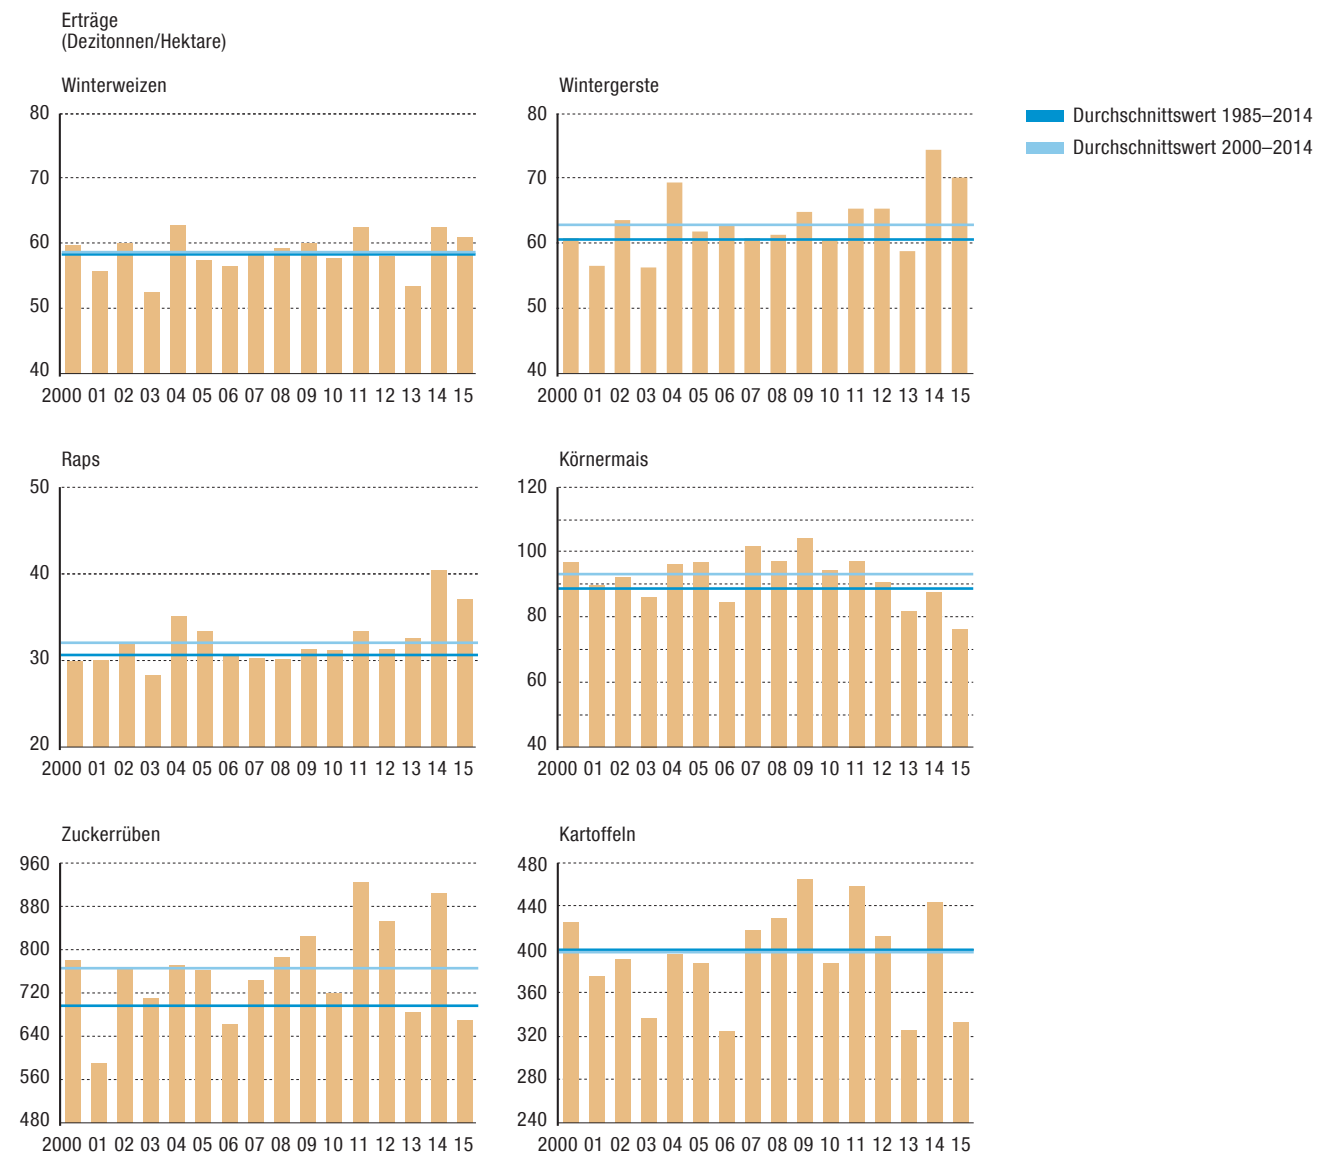 Erträge
(Dezitonnen/Hektare)
Winterweizen
80
70
60
50
40
2000 01 02 03 04 05 06 07 08 09 10 11 12 13 14 15
Wintergerste
80
70
60
50
40
2000 01 02 03 04 05 06 07 08 09 10 11 12 13 14 15
Durchschnittswert 1985–2014
Durchschnittswert 2000–2014
Raps
50
40
30
20
2000 01 02 03 04 05 06 07 08 09 10 11 12 13 14 15
Körnermais
120
100
80
60
40
2000 01 02 03 04 05 06 07 08 09 10 11 12 13 14 15
Zuckerrüben
960
880
800
720
640
560
480
2000 01 02 03 04 05 06 07 08 09 10 11 12 13 14 15
Kartoffeln
480
440
400
360
320
280
240
2000 01 02 03 04 05 06 07 08 09 10 11 12 13 14 15